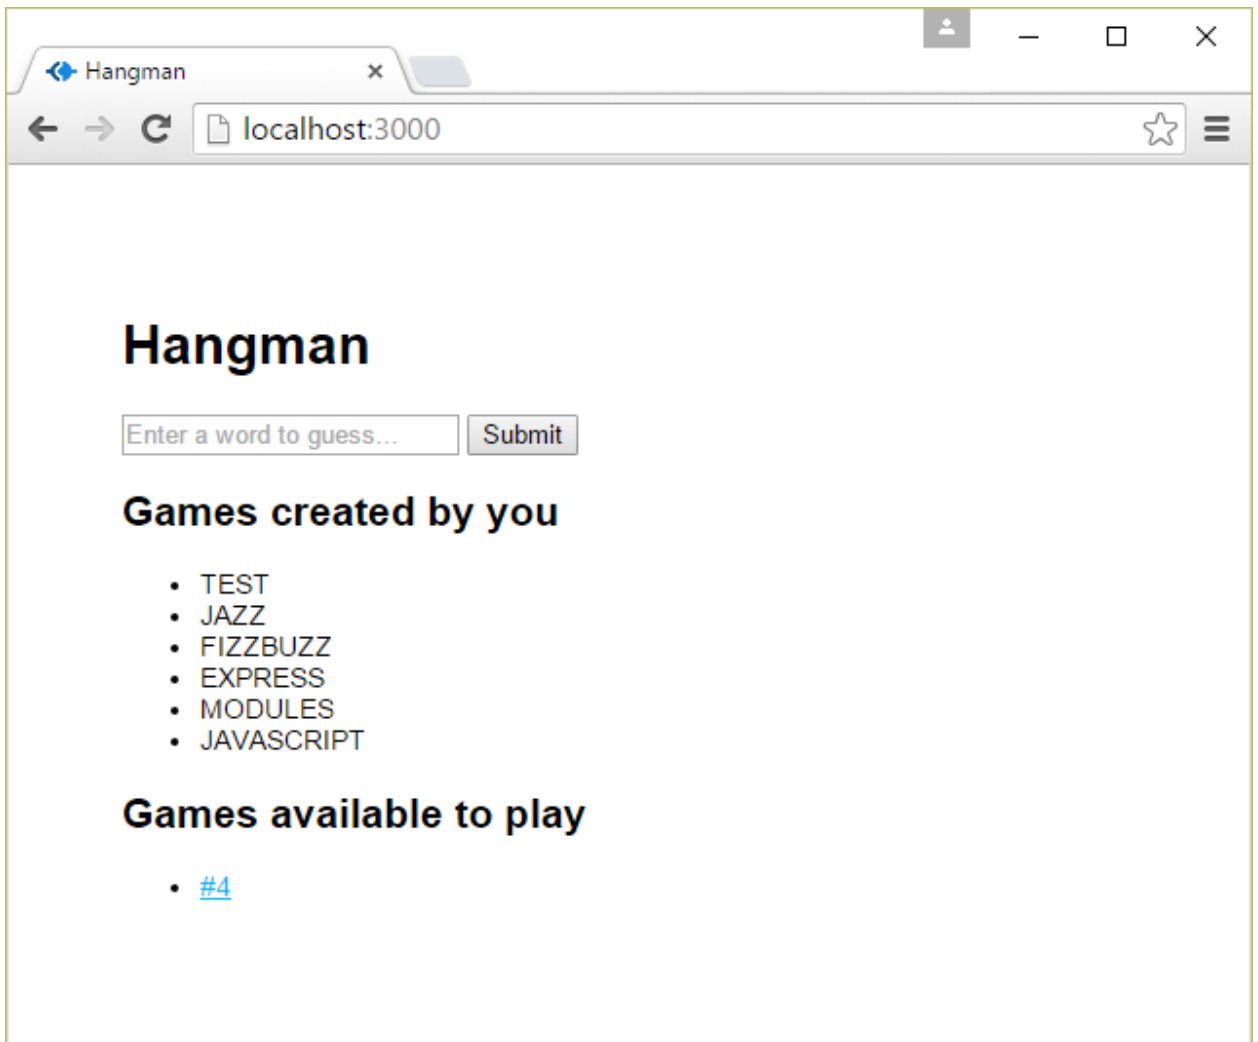 Hangman
localhost:3000
Hangman
Enter a word to guess...
Submit
Games created by you
TEST
JAZZ
FIZZBUZZ
EXPRESS
MODULES
JAVASCRIPT
Games available to play
#4